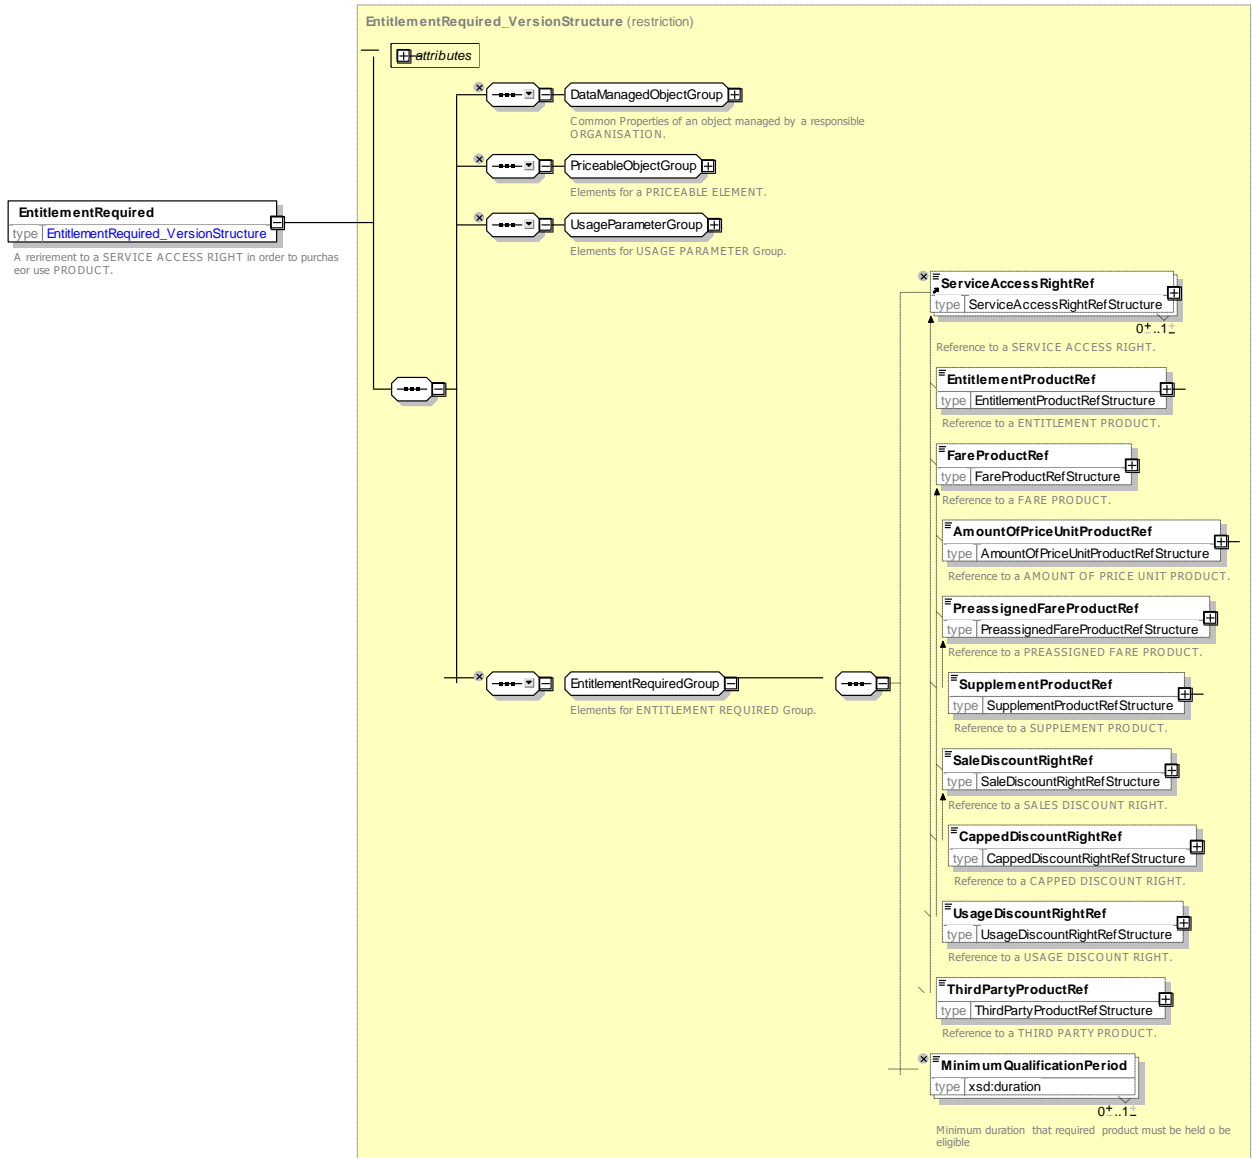 EntitlementRequired_VersionStructure (restriction)
attributes
DataManagedObjectGroup
Common Properties of an object managed by a responsible
ORGANISATION.
PriceableObjectGroup
Elements for a PRICEABLE ELEMENT.
UsageParameterGroup
Elements for USAGE PARAMETER Group.
EntitlementRequired
type EntitlementRequired_VersionStructure
A rerirement to a SERVICE ACCESS RIGHT in order to purchas
eor use PRODUCT.
ServiceAccessRightRef
type ServiceAccessRightRefStructure
0..1
Reference to a SERVICE ACCESS RIGHT.
EntitlementProductRef
type EntitlementProductRefStructure
Reference to a ENTITLEMENT PRODUCT.
FareProductRef
type FareProductRefStructure
Reference to a FARE PRODUCT.
AmountOfPriceUnitProductRef
type AmountOfPriceUnitProductRefStructure
Reference to a AMOUNT OF PRICE UNIT PRODUCT.
PreassignedFareProductRef
type PreassignedFareProductRefStructure
Reference to a PREASSIGNED FARE PRODUCT.
EntitlementRequiredGroup
Elements for ENTITLEMENT REQUIRED Group.
SupplementProductRef
type SupplementProductRefStructure
Reference to a SUPPLEMENT PRODUCT.
SaleDiscountRightRef
type SaleDiscountRightRefStructure
Reference to a SALES DISCOUNT RIGHT.
CappedDiscountRightRef
type CappedDiscountRightRefStructure
Reference to a CAPPED DISCOUNT RIGHT.
UsageDiscountRightRef
type UsageDiscountRightRefStructure
Reference to a USAGE DISCOUNT RIGHT.
ThirdPartyProductRef
type ThirdPartyProductRefStructure
Reference to a THIRD PARTY PRODUCT.
MinimumQualificationPeriod
type xsd:duration
0..1
Minimum duration that required product must be held o be
eligible